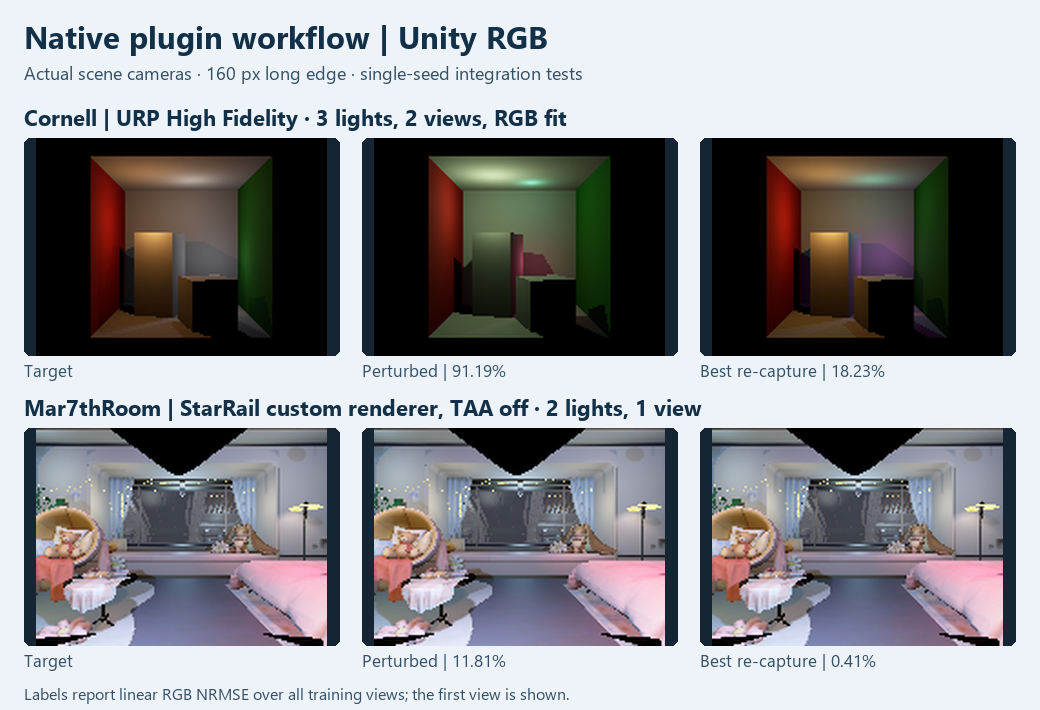 Native plugin workflow | Unity RGB
Actual scene cameras · 160 px long edge · single-seed integration tests
Cornell | URP High Fidelity · 3 lights, 2 views, RGB fit
Target
Perturbed | 91.19%
Best re-capture | 18.23%
Mar7thRoom | StarRail custom renderer, TAA off · 2 lights, 1 view
Target
Perturbed | 11.81%
Best re-capture | 0.41%
Labels report linear RGB NRMSE over all training views; the first view is shown.